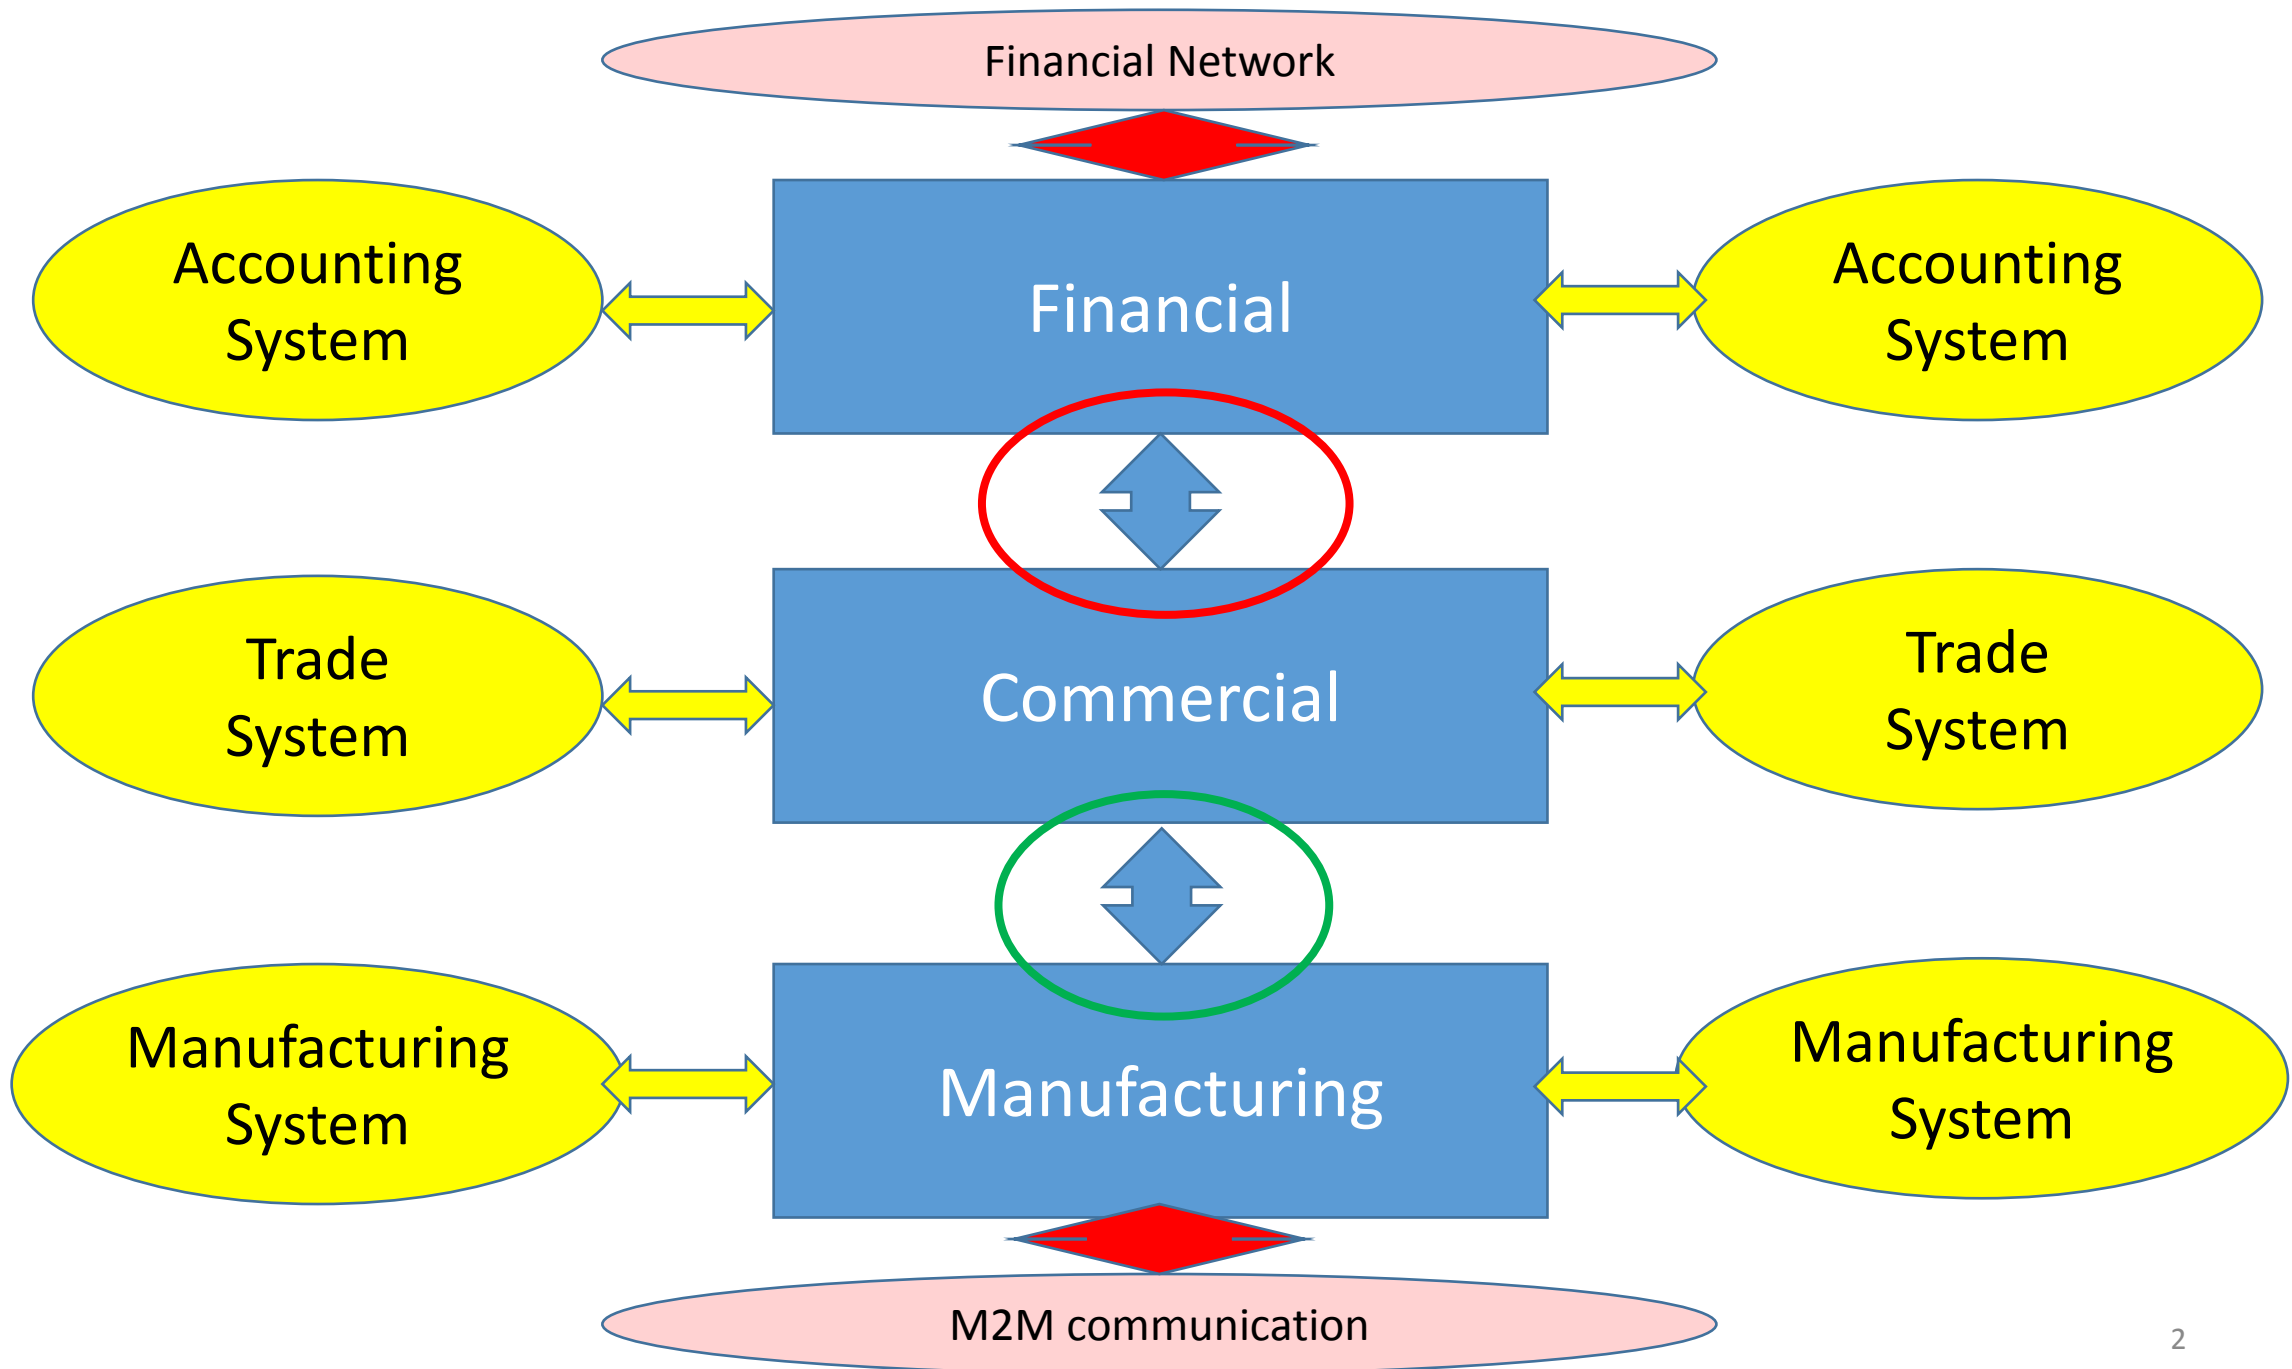 Financial Network
Accounting
System
Financial
Accounting
System
Trade
System
Commercial
Trade
System
Manufacturing
System
Manufacturing
Manufacturing
System
M2M communication
2